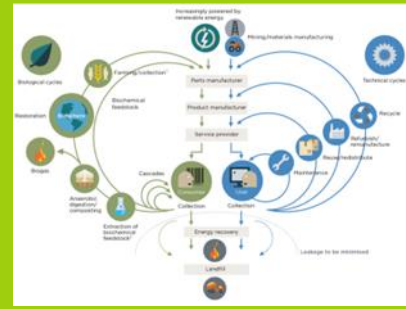 Increasingly powered by
renewable energy
Mining/materials manufacturing
Biological cycles
Technical cycles
Farming/collection¹
Parts manufacturer
Biochemical
feedstock
Product manufacturer
Restoration
Biosphere
Recycle
Service provider
Refurbish/
remanufacture
Biogas
Reuse/redistribute
Cascades
Maintenance
Consumer
User
Anaerobic
digestion/
composting
Collection
Collection
Extraction of
biochemical
feedstock²
Energy recovery
Leakage to be minimised
Landfill